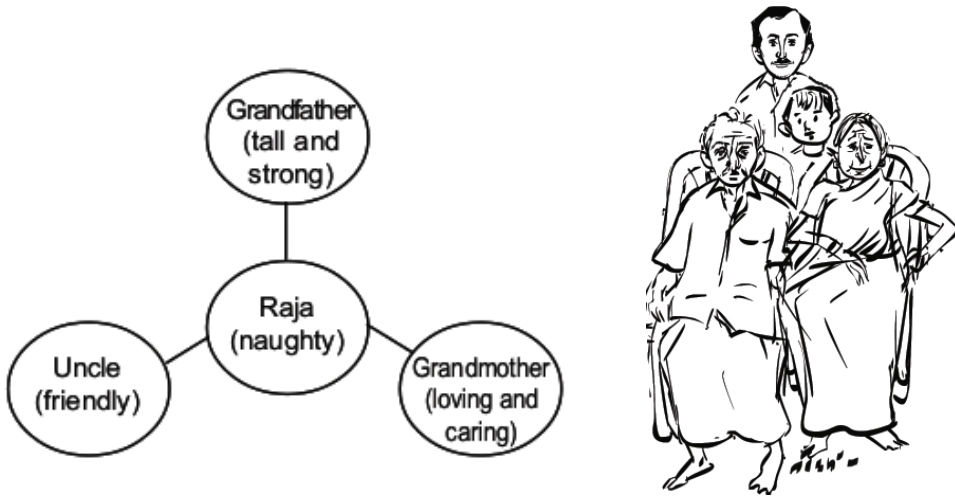 Grandfather
(tall and
strong)
Raja
(naughty)
Uncle
(friendly)
Grandmother
(loving and
caring)